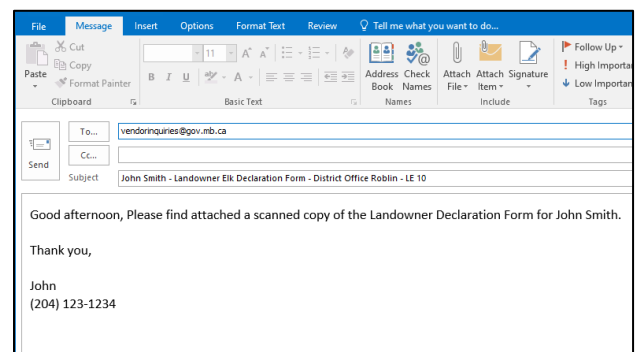 File Message Insert Options Format Text Review Tell me what you want to do...
Cut
Copy
Format Painter
Paste
Clipboard
11
A A
B I U A
Basic Text
Address Book
Check Names
Names
Attach File
Attach Item
Signature
Include
Follow Up
High Importan
Low Importan
Tags
Send
To...
vendorinquiries@gov.mb.ca
Cc...
Subject
John Smith - Landowner Elk Declaration Form - District Office Roblin - LE 10
Good afternoon, Please find attached a scanned copy of the Landowner Declaration Form for John Smith.
Thank you,
John
(204) 123-1234